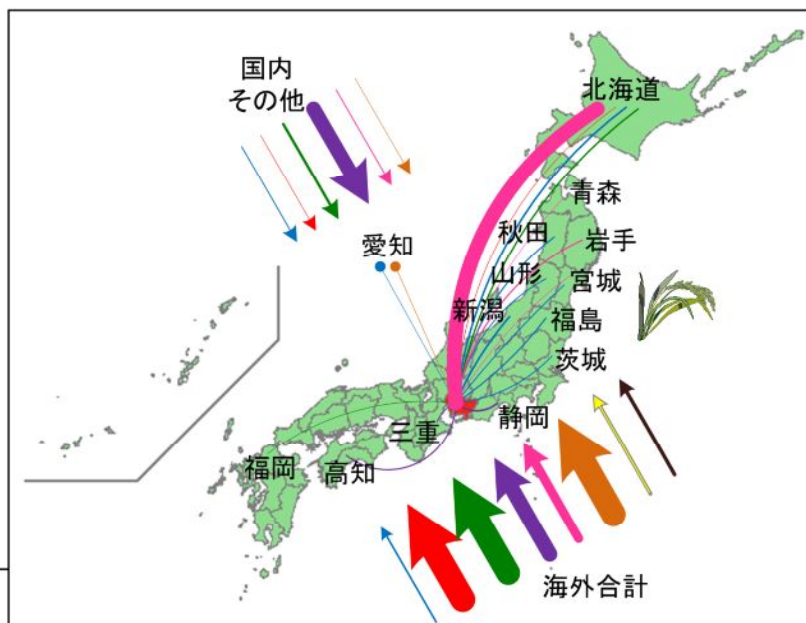 国内
その他
北海道
青森
秋田
岩手
愛知
山形
宮城
新潟
福島
茨城
静岡
三重
福岡
高知
海外合計